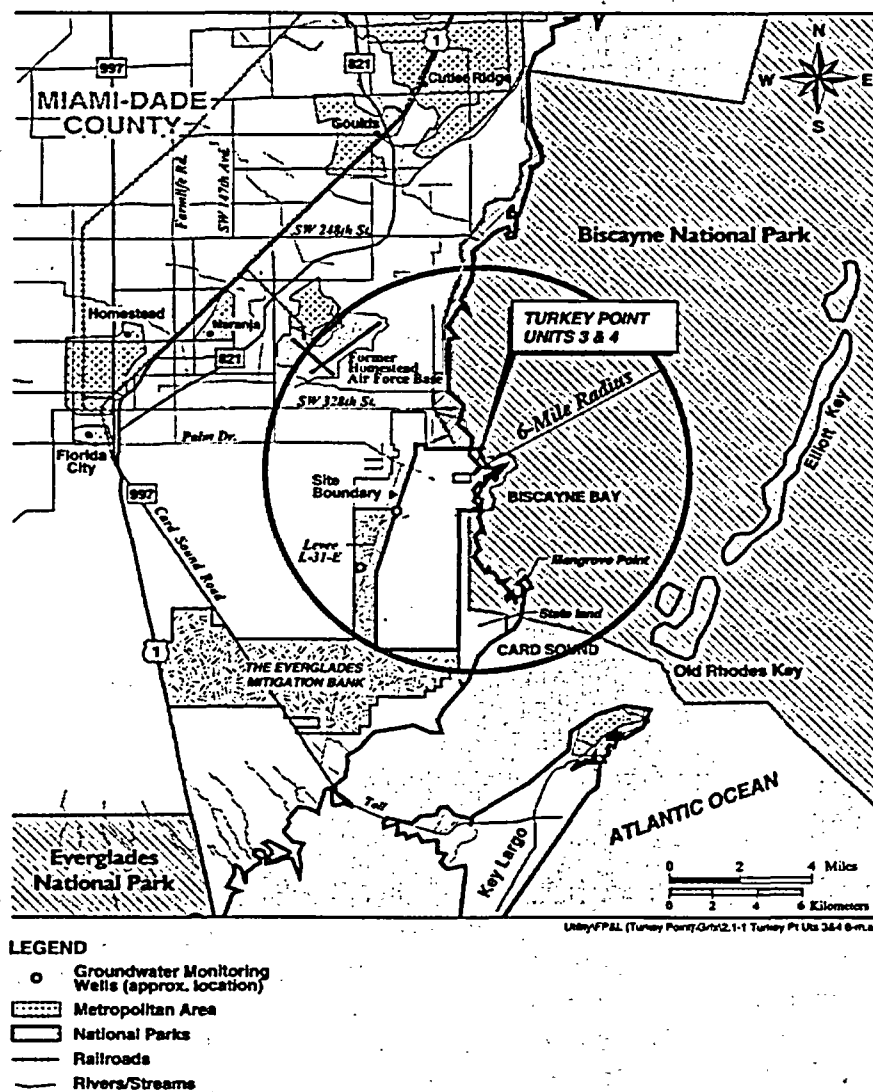 N
W E
S
997
821
1
Cutler Ridge
MIAMI-DADE
COUNTY
Goulds
Farmlife Rd.
SW 147th Ave.
SW 248th St.
Biscayne National Park
Homestead
Naranja
821
TURKEY POINT
UNITS 3 & 4
Former
Homestead
Air Force Base
6-Mile Radius
SW 328th St.
Elliott Key
Palm Dr.
Florida
City
Site
Boundary
997
BISCAYNE BAY
Card Sound Road
Levee
L-31-E
Mangrove Point
State land
1
CARD SOUND
THE EVERGLADES
MITIGATION BANK
Old Rhodes Key
Toll
ATLANTIC OCEAN
Key Largo
Everglades
National Park
0 2 4 Miles
0 2 4 6 Kilometers
LEGEND
Groundwater Monitoring
Wells (approx. location)
Metropolitan Area
National Parks
Railroads
Rivers/Streams